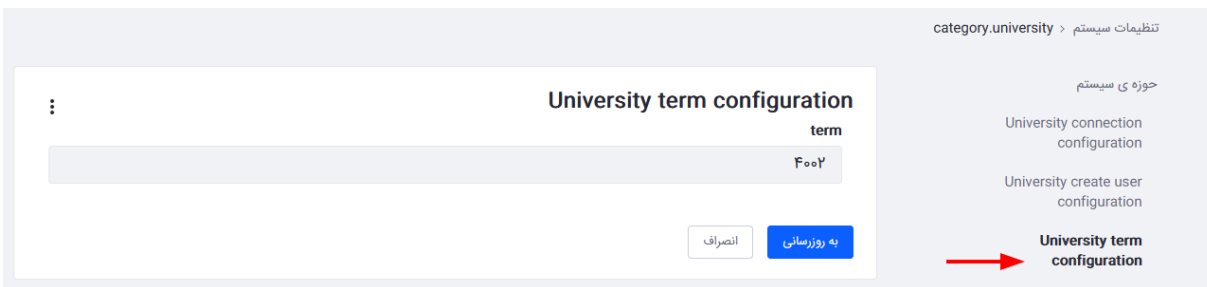 تنظیمات سیستم > category.university
حوزه ی سیستم
University connection
configuration
University create user
configuration
University term
configuration
University term configuration
term
۴۰۰۲
به روزرسانی
انصراف